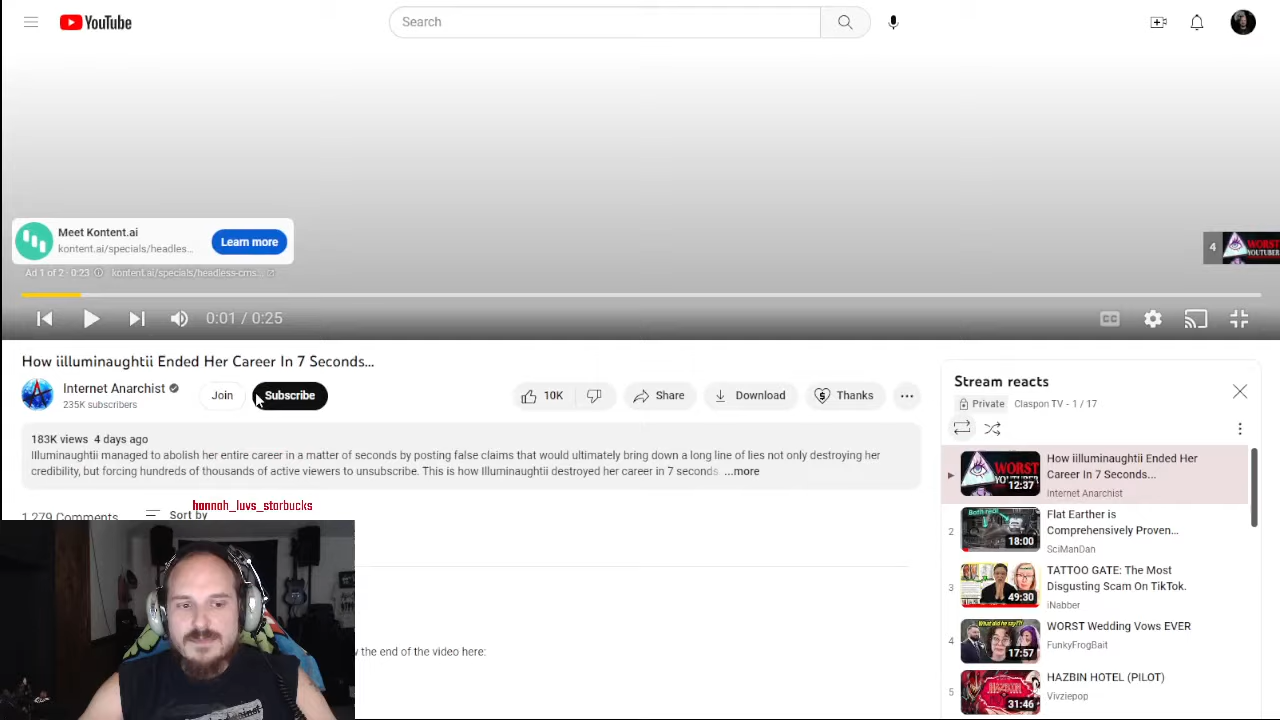 YouTube
Search
Meet Kontent.ai
kontent.ai/specials/headles...
Learn more
Ad 1 of 2 · 0:23 kontent.ai/specials/headless-cms...
4
WORST
0:01 / 0:25
CC
How iilluminaughtii Ended Her Career In 7 Seconds...
Internet Anarchist
235K subscribers
Join
Subscribe
10K
Share
Download
Thanks
183K views 4 days ago
Illuminaughtii managed to abolish her entire career in a matter of seconds by posting false claims that would ultimately bring down a long line of lies not only destroying her
credibility, but forcing hundreds of thousands of active viewers to unsubscribe. This is how Illuminaughtii destroyed her career in 7 seconds ...more
hannah_luvs_starbucks
1,279 Comments
Sort by
the end of the video here:
Stream reacts
Private Claspon TV - 1 / 17
WORST
12:37
How iilluminaughtii Ended Her
Career In 7 Seconds...
Internet Anarchist
2
18:00
Flat Earther is
Comprehensively Proven...
SciManDan
3
49:30
TATTOO GATE: The Most
Disgusting Scam On TikTok.
iNabber
4
What did he say?!?
17:57
WORST Wedding Vows EVER
FunkyFrogBait
5
31:46
HAZBIN HOTEL (PILOT)
Vivziepop